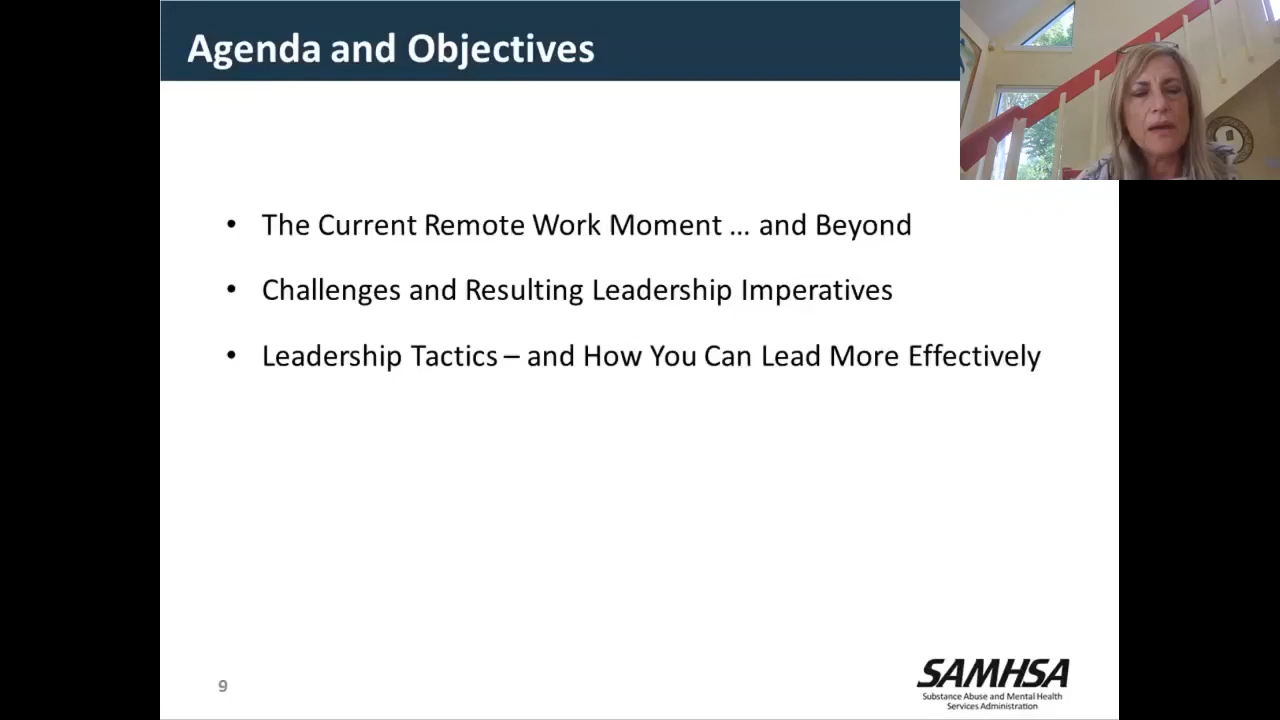 Agenda and Objectives
• The Current Remote Work Moment ... and Beyond
• Challenges and Resulting Leadership Imperatives
• Leadership Tactics – and How You Can Lead More Effectively
9
SAMHSA
Substance Abuse and Mental Health
Services Administration